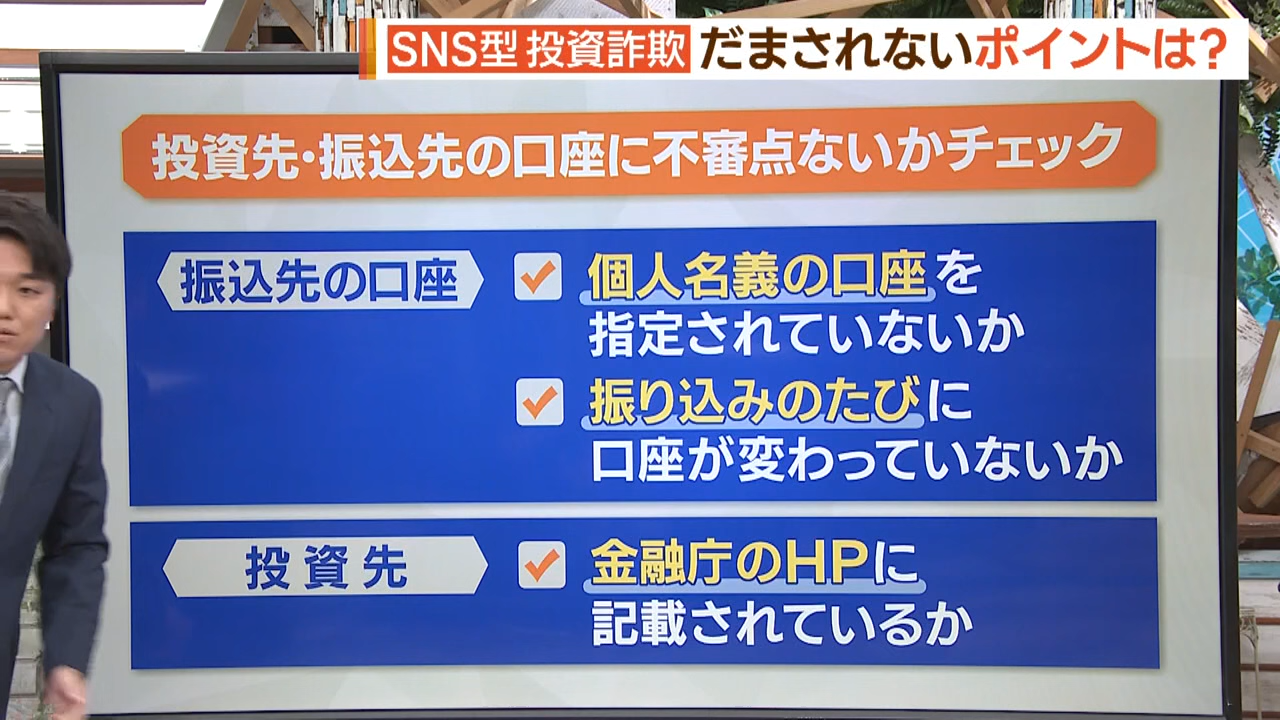 SNS型 投資詐欺 だまされないポイントは?
投資先・振込先の口座に不審点ないかチェック
振込先の口座
個人名義の口座を
指定されていないか
振り込みのたびに
口座が変わっていないか
投資先
金融庁のHPに
記載されているか